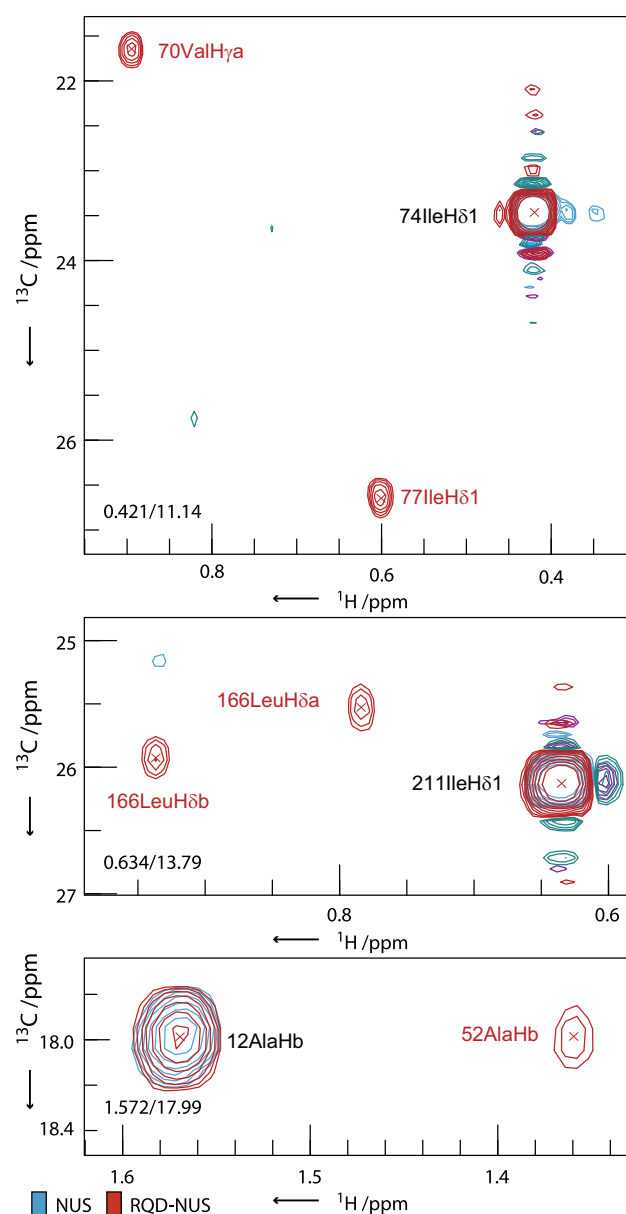 70ValHγa
22
74IleHδ1
24
26
77IleHδ1
0.421/11.14
¹³C /ppm
0.8
0.6
0.4
¹H /ppm
25
166LeuHδa
211IleHδ1
26
166LeuHδb
0.634/13.79
27
¹³C /ppm
0.8
0.6
¹H /ppm
12AlaHb
52AlaHb
18.0
1.572/17.99
18.4
¹³C /ppm
1.6
1.5
1.4
¹H /ppm
NUS
RQD-NUS